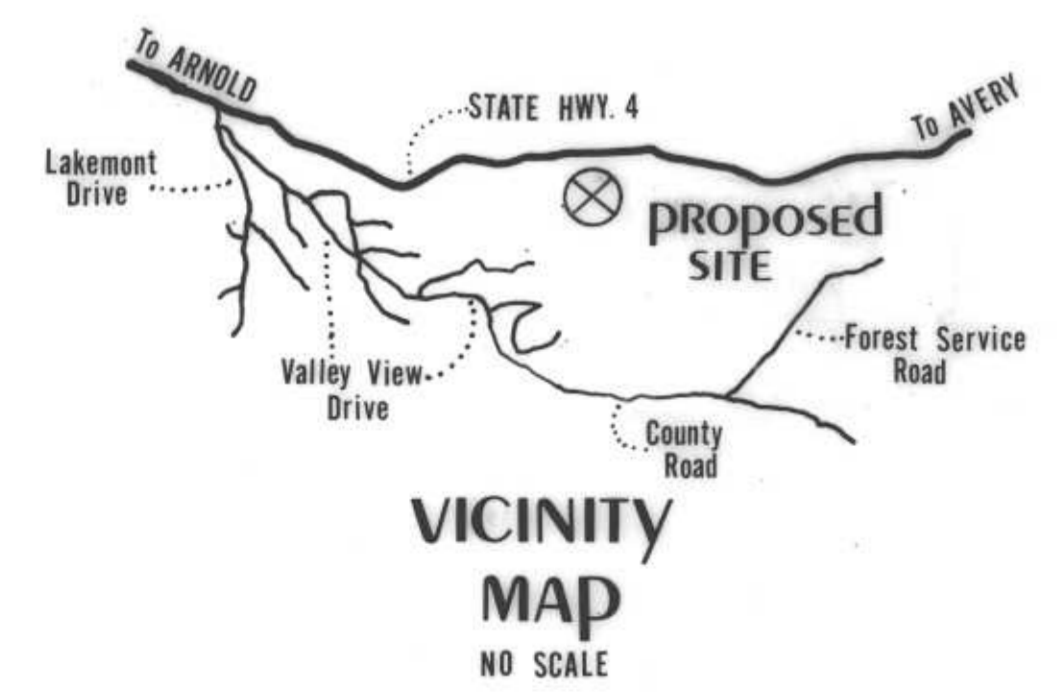 To ARNOLD
STATE HWY. 4
To AVERY
Lakemont
Drive
PROPOSED
SITE
Forest Service
Road
Valley View
Drive
County
Road
VICINITY
MAP
NO SCALE